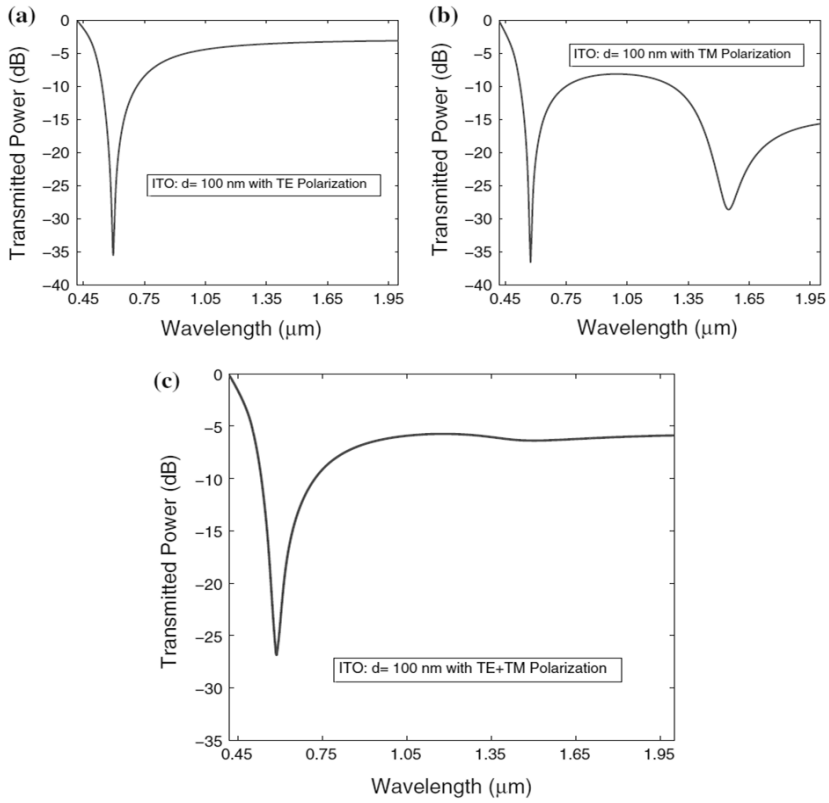 (a)
0
−5
−10
−15
−20
−25
−30
−35
−40
Transmitted Power (dB)
ITO: d= 100 nm with TE Polarization
0.45 0.75 1.05 1.35 1.65 1.95
Wavelength (μm)
(b)
0
−5
−10
−15
−20
−25
−30
−35
−40
Transmitted Power (dB)
ITO: d= 100 nm with TM Polarization
0.45 0.75 1.05 1.35 1.65 1.95
Wavelength (μm)
(c)
0
−5
−10
−15
−20
−25
−30
−35
Transmitted Power (dB)
ITO: d= 100 nm with TE+TM Polarization
0.45 0.75 1.05 1.35 1.65 1.95
Wavelength (μm)